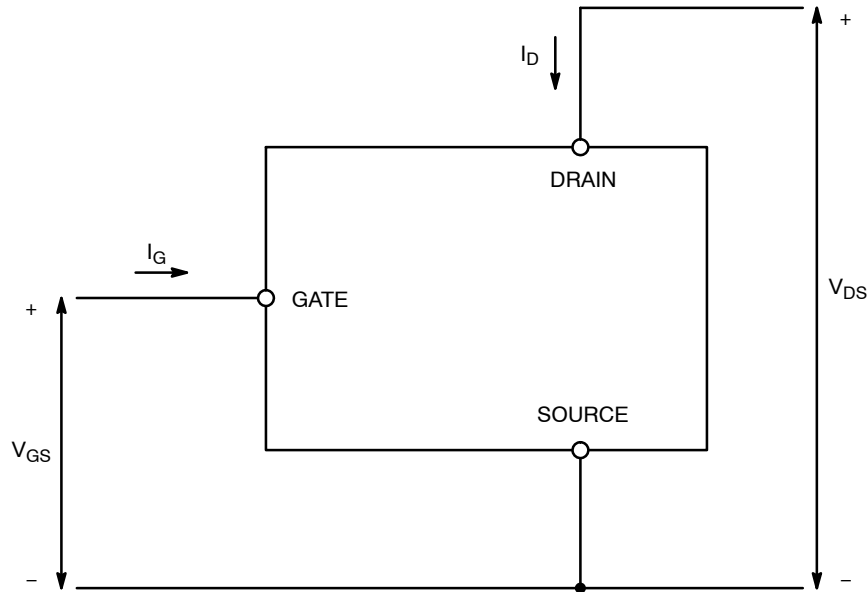 +
I_D
DRAIN
I_G
GATE
+
V_DS
SOURCE
V_GS
−
−